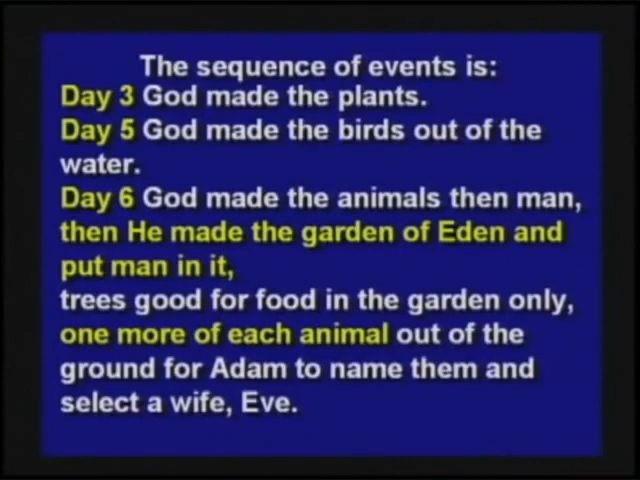 The sequence of events is:
Day 3 God made the plants.
Day 5 God made the birds out of the
water.
Day 6 God made the animals then man,
then He made the garden of Eden and
put man in it,
trees good for food in the garden only,
one more of each animal out of the
ground for Adam to name them and
select a wife, Eve.